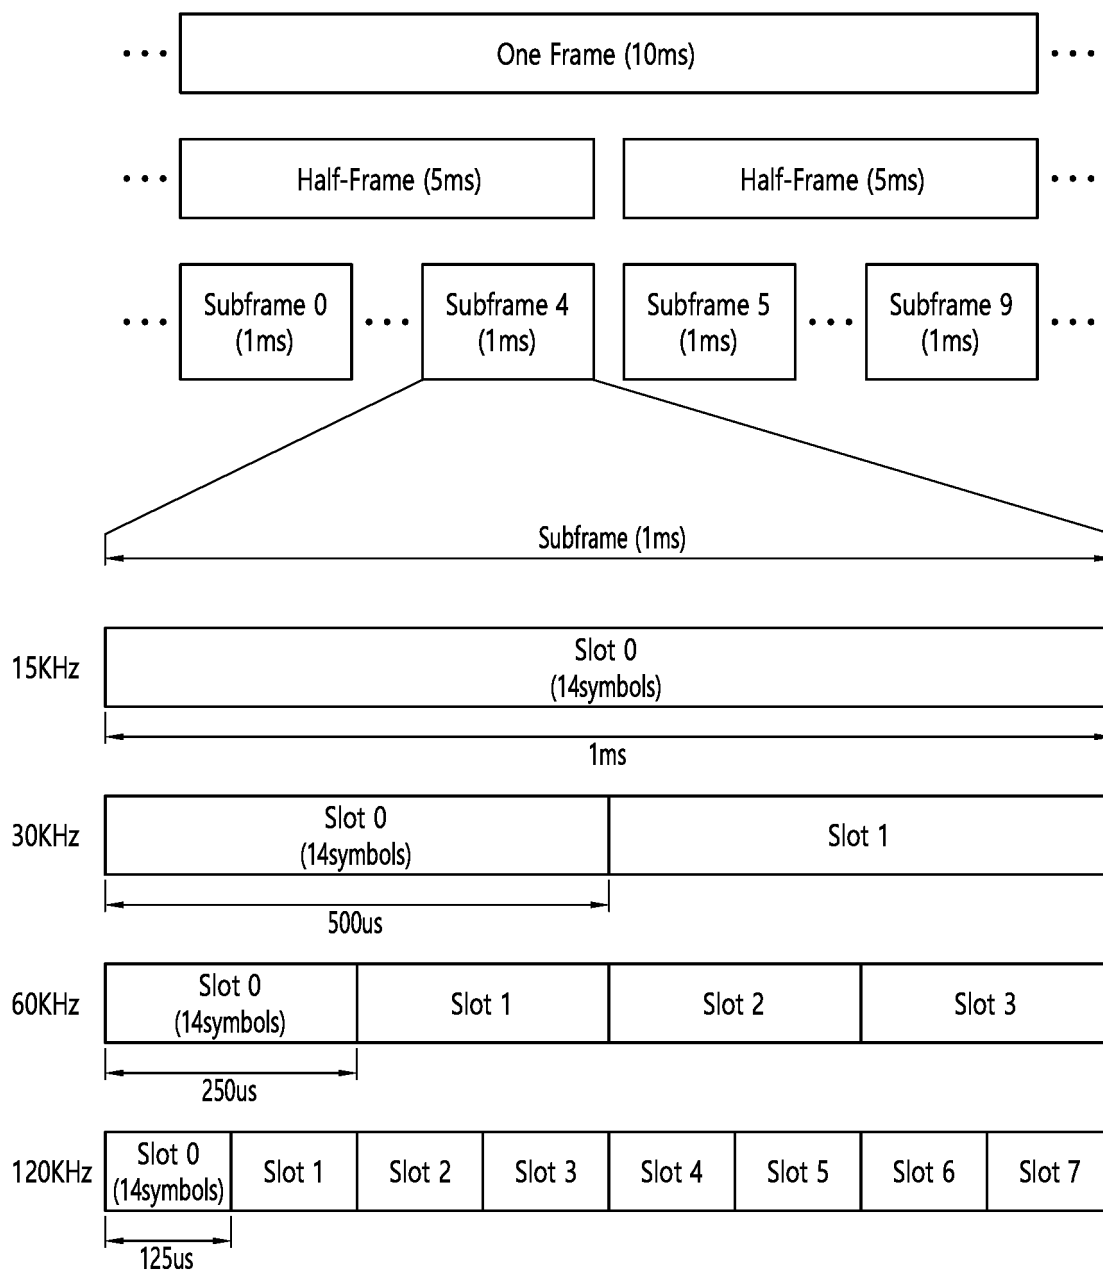 One Frame (10ms)
Half-Frame (5ms)
Half-Frame (5ms)
Subframe 0
(1ms)
Subframe 4
(1ms)
Subframe 5
(1ms)
Subframe 9
(1ms)
Subframe (1ms)
15KHz
Slot 0
(14symbols)
1ms
30KHz
Slot 0
(14symbols)
Slot 1
500us
60KHz
Slot 0
(14symbols)
Slot 1
Slot 2
Slot 3
250us
120KHz
Slot 0
(14symbols)
Slot 1
Slot 2
Slot 3
Slot 4
Slot 5
Slot 6
Slot 7
125us